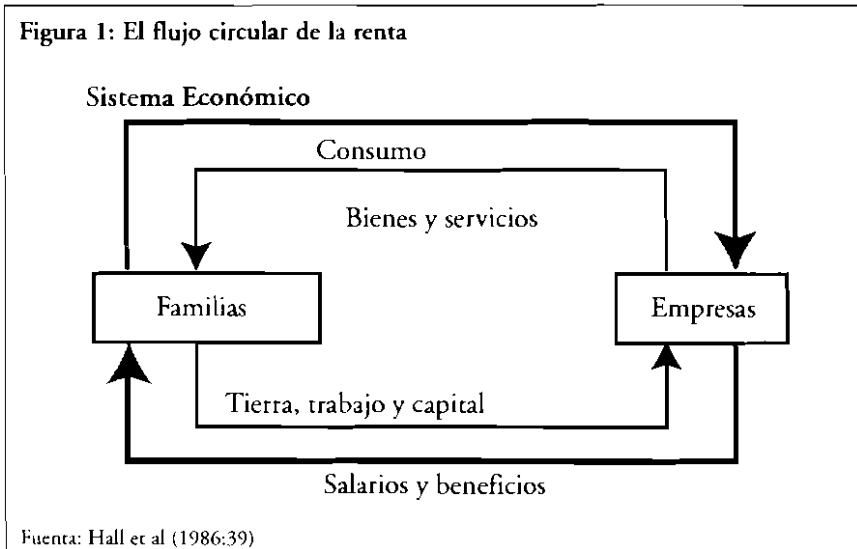 Figura 1: El flujo circular de la renta
Sistema Económico
Consumo
Bienes y servicios
Familias
Empresas
Tierra, trabajo y capital
Salarios y beneficios
Fuenta: Hall et al (1986:39)